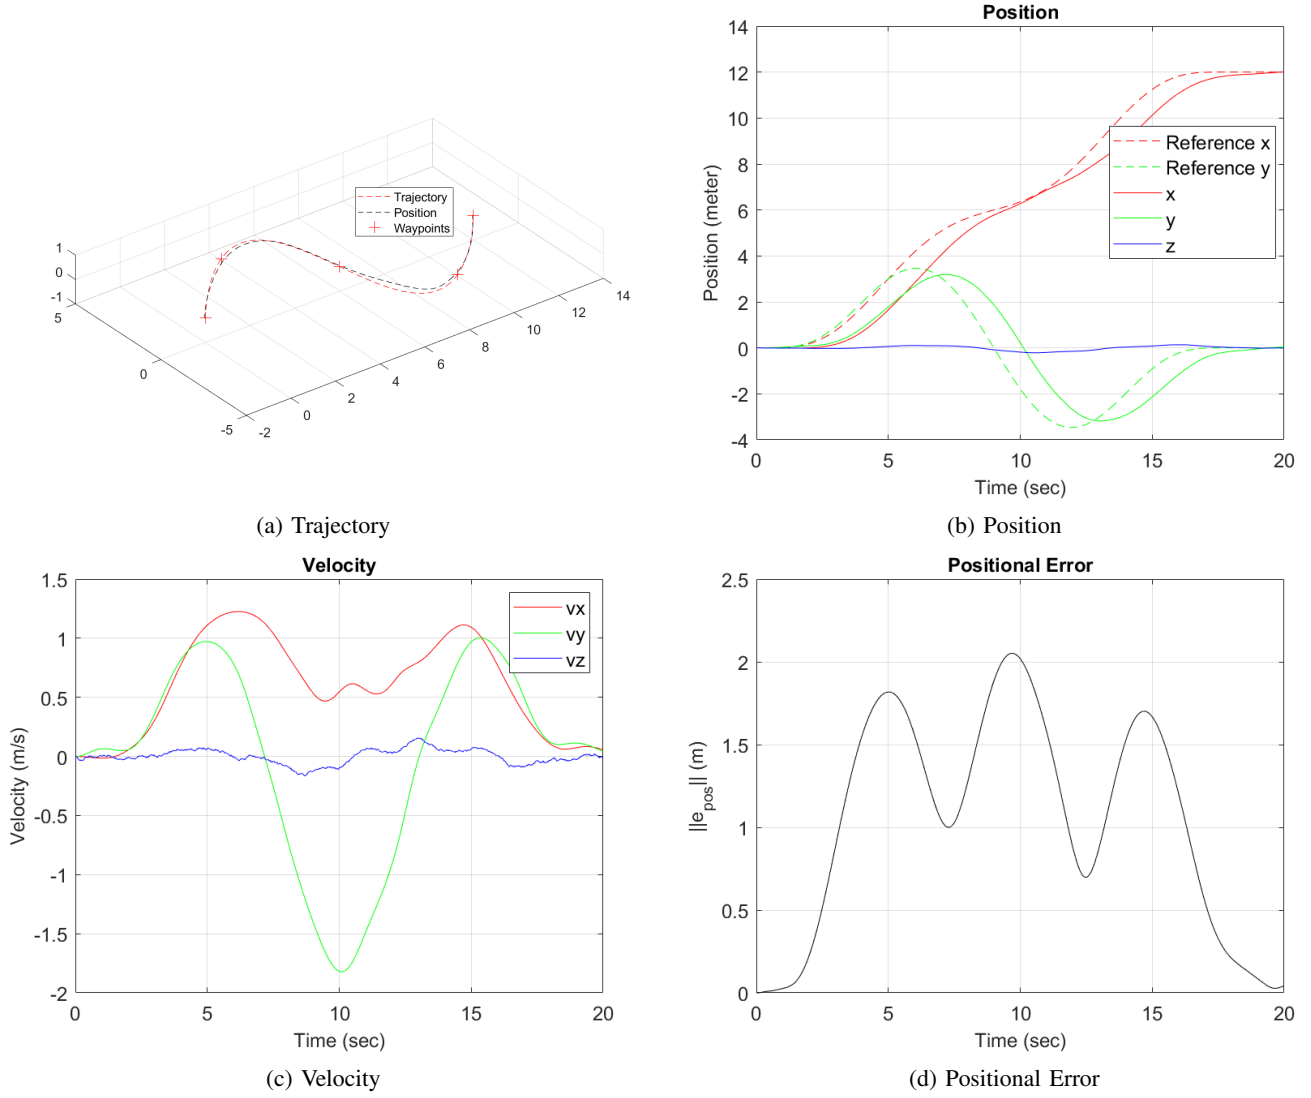 Trajectory
Position
Waypoints
1
0
-1
5
0
-5
-2
0
2
4
6
8
10
12
14
(a) Trajectory
Position
14
12
10
8
6
4
2
0
-2
-4
Position (meter)
Reference x
Reference y
x
y
z
0
5
10
15
20
Time (sec)
(b) Position
Velocity
1.5
1
0.5
0
-0.5
-1
-1.5
-2
Velocity (m/s)
vx
vy
vz
0
5
10
15
20
Time (sec)
(c) Velocity
Positional Error
2.5
2
1.5
1
0.5
0
||e_pos|| (m)
0
5
10
15
20
Time (sec)
(d) Positional Error